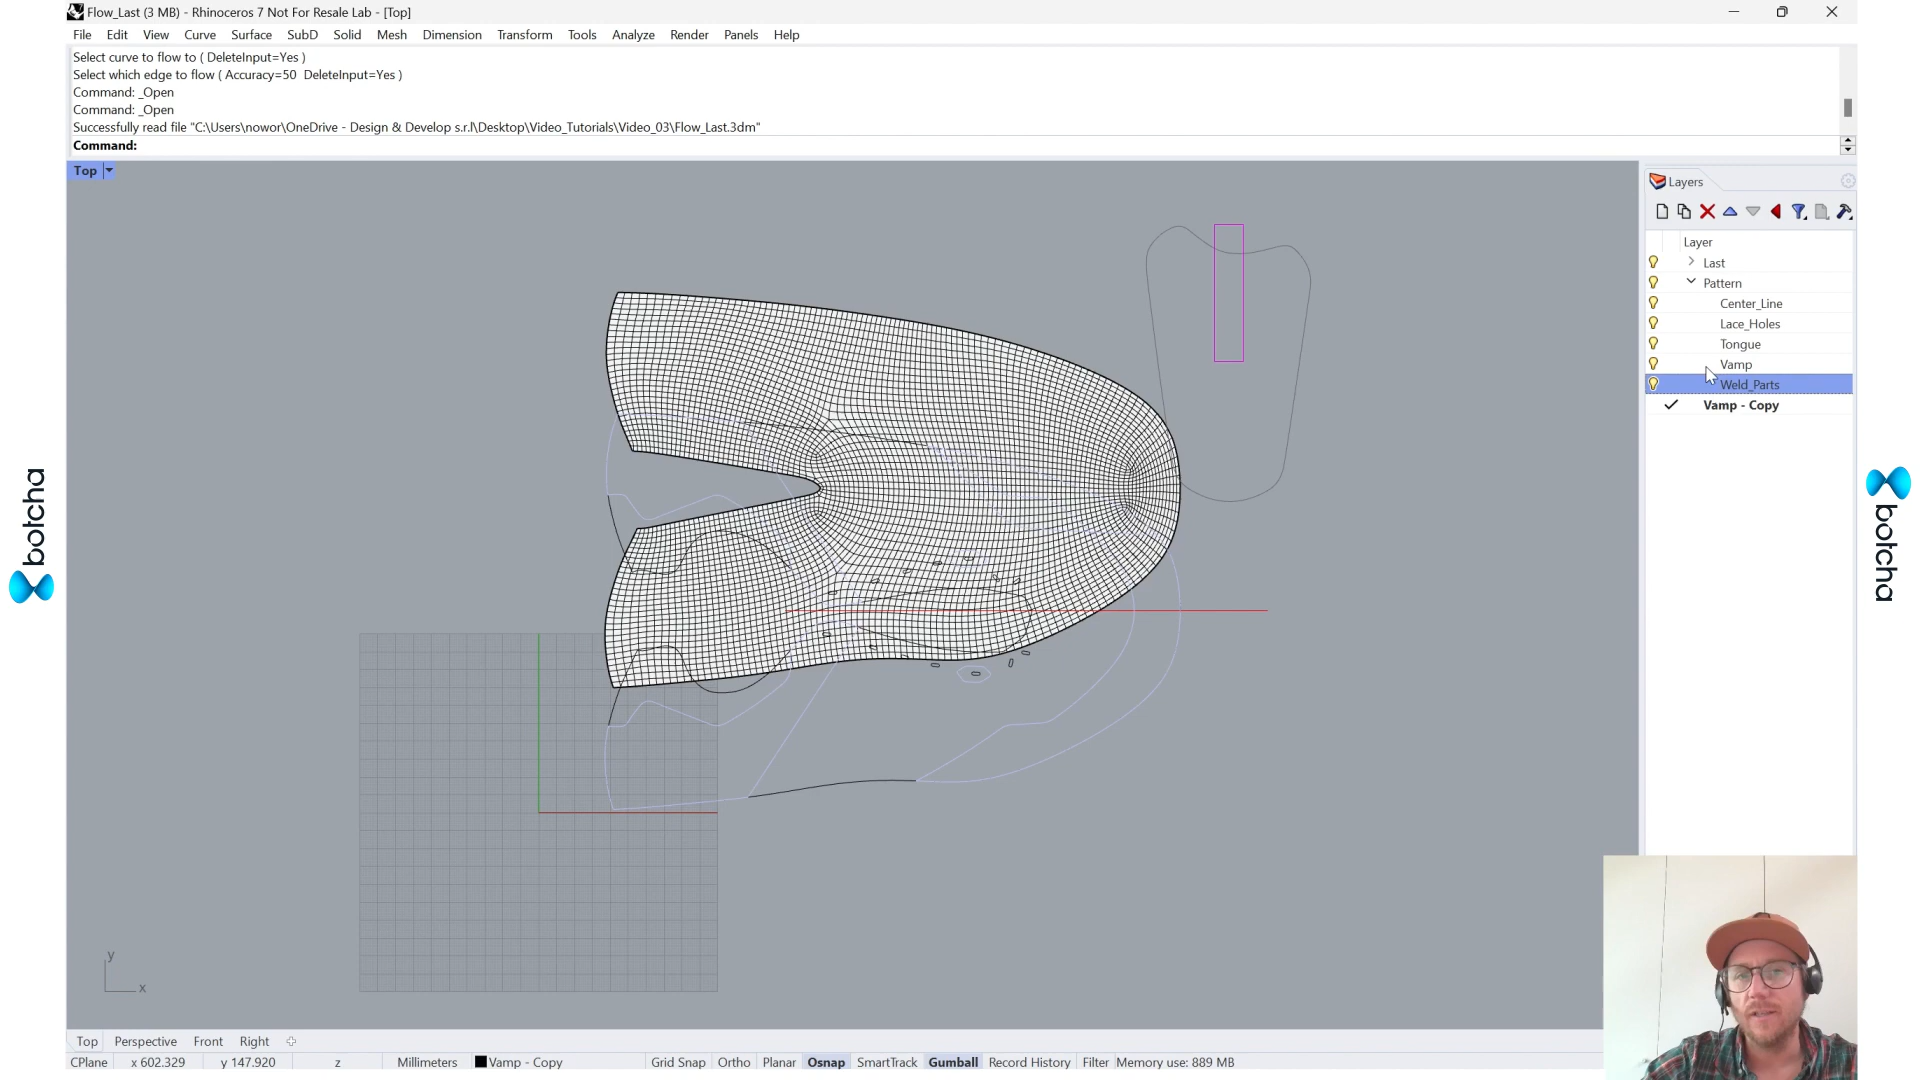 Flow_Last (3 MB) - Rhinoceros 7 Not For Resale Lab - [Top]
File Edit View Curve Surface SubD Solid Mesh Dimension Transform Tools Analyze Render Panels Help
Select curve to flow to ( DeleteInput=Yes )
Select which edge to flow ( Accuracy=50 DeleteInput=Yes )
Command: _Open
Command: _Open
Successfully read file "C:\Users\nowor\OneDrive - Design & Develop s.r.l\Desktop\Video_Tutorials\Video_03\Flow_Last.3dm"
Command:
Top
Layers
Layer
Last
Pattern
Center_Line
Lace_Holes
Tongue
Vamp
Weld_Parts
Vamp - Copy
botcha
botcha
y
x
Top Perspective Front Right
CPlane x 602.329 y 147.920 z Millimeters Vamp - Copy Grid Snap Ortho Planar Osnap SmartTrack Gumball Record History Filter Memory use: 889 MB